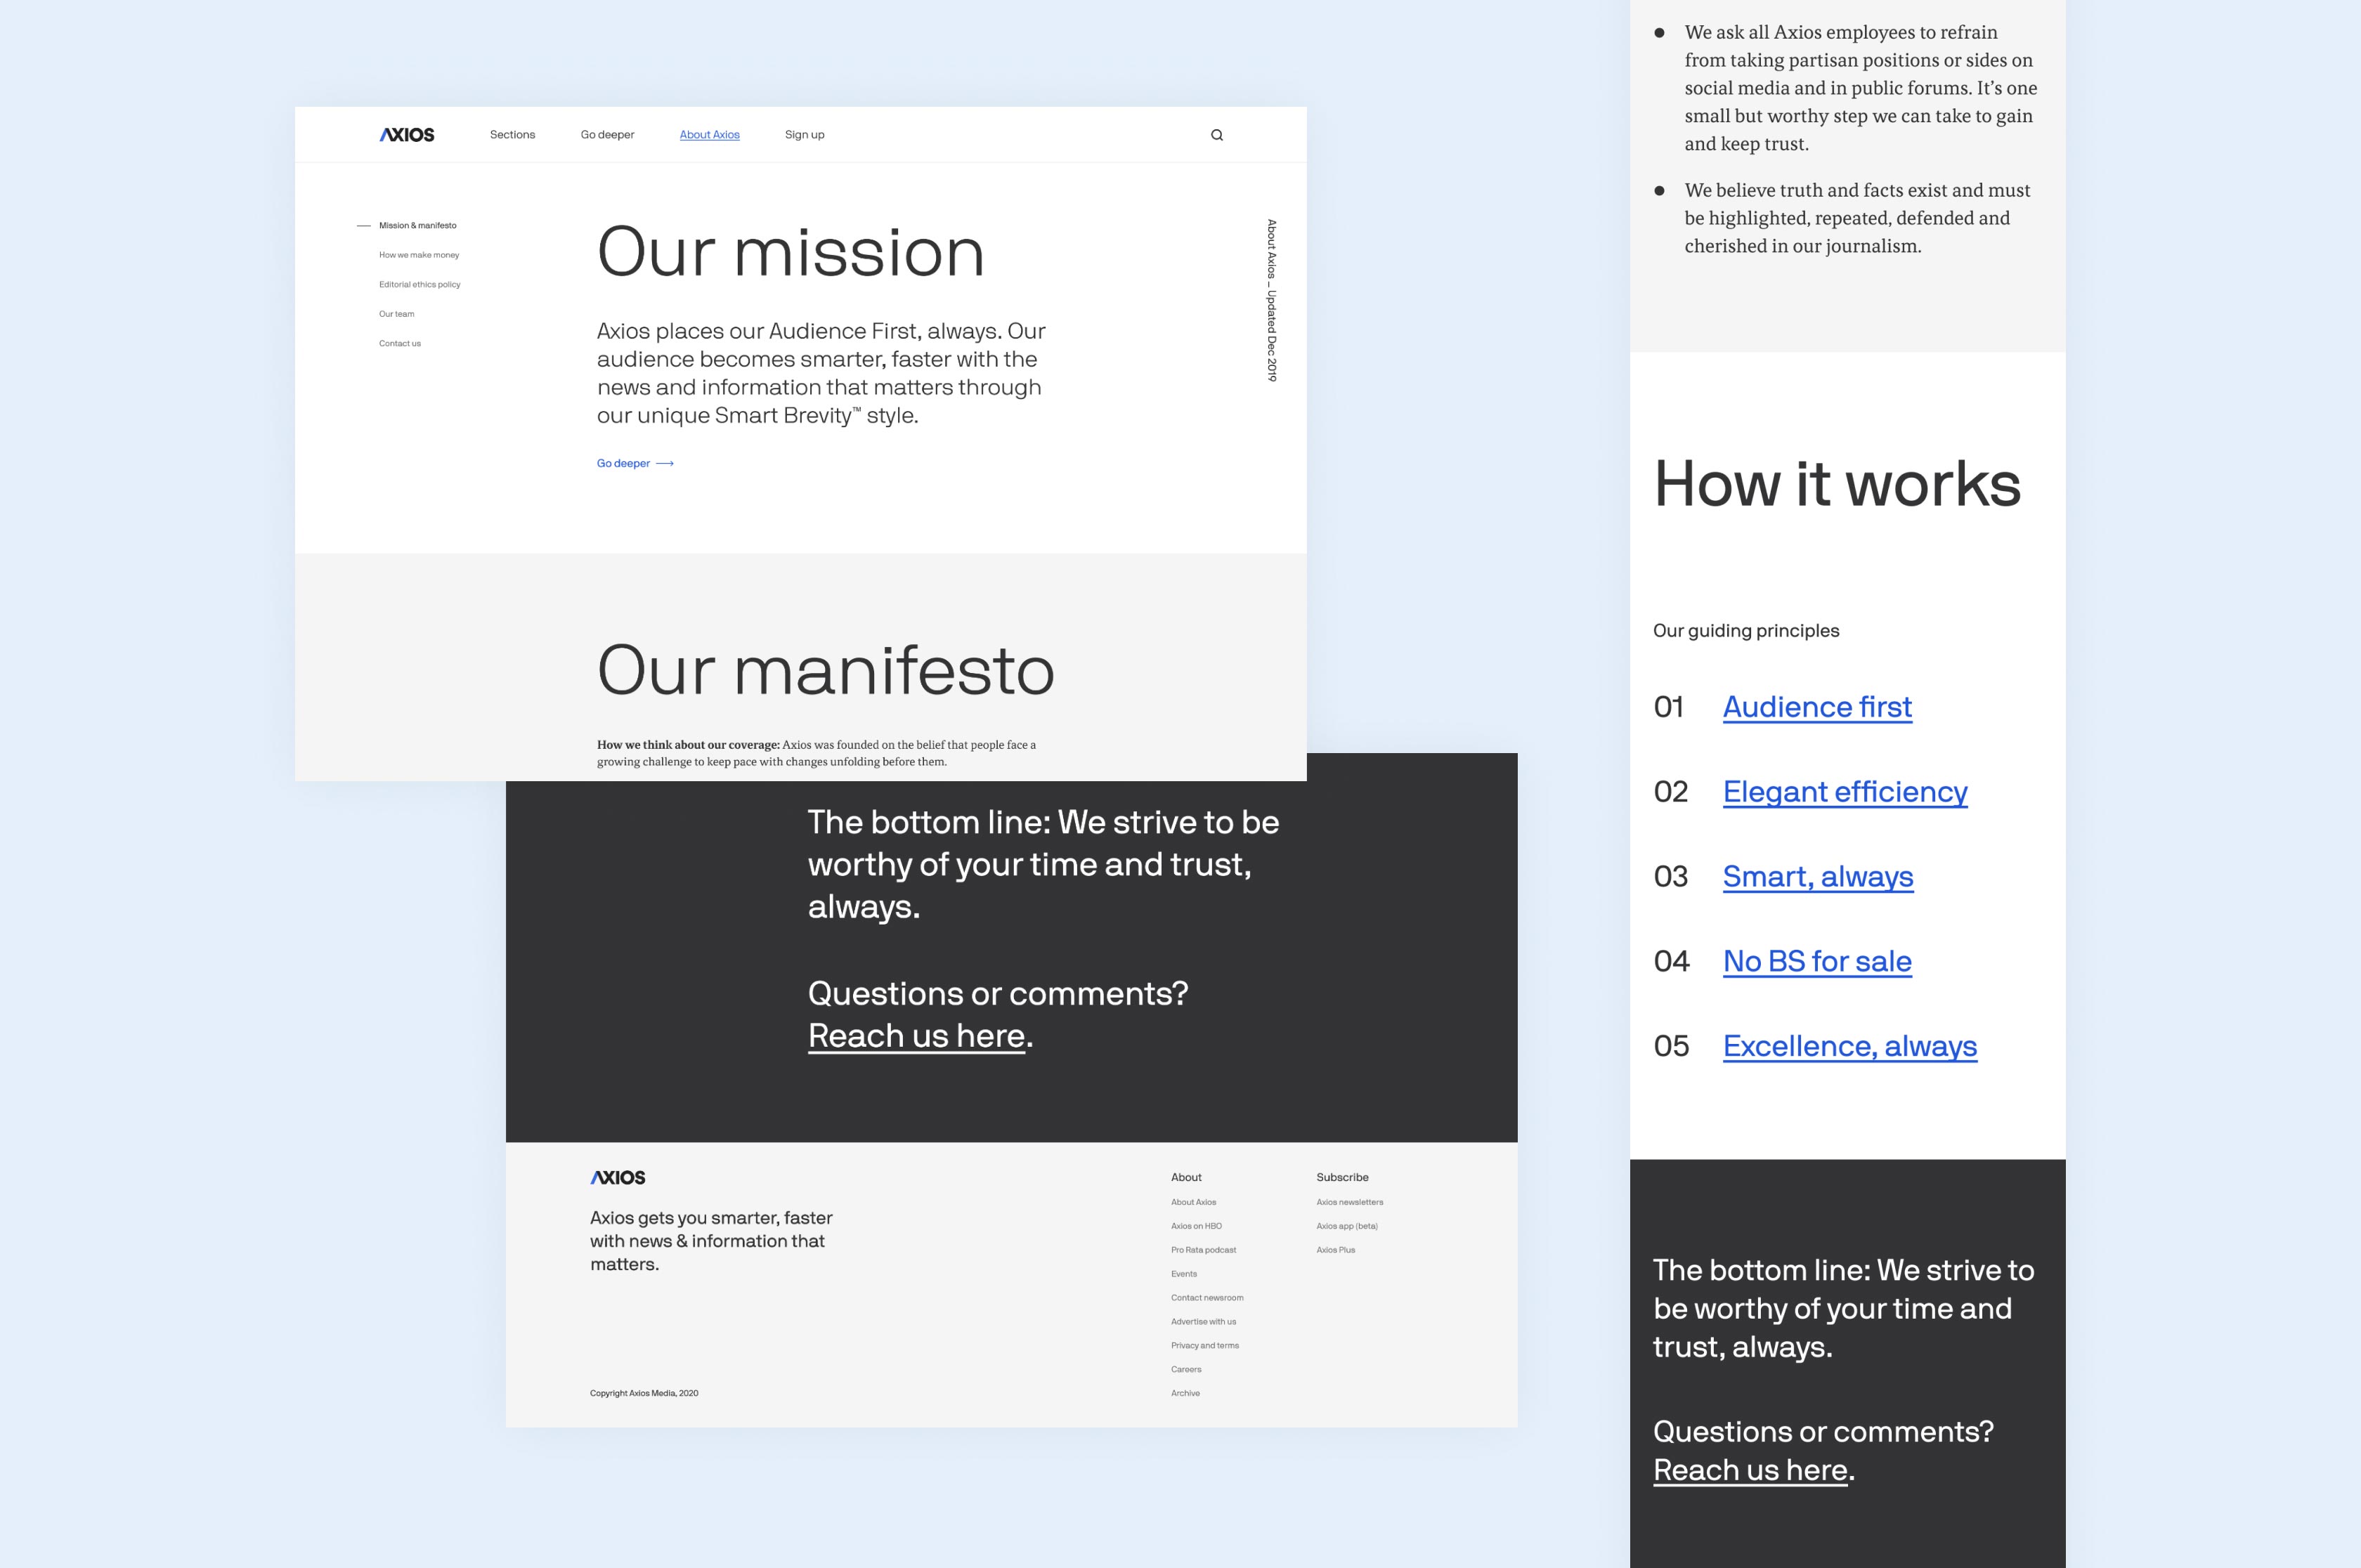 AXIOS
Sections
Go deeper
About Axios
Sign up
Mission & manifesto
How we make money
Editorial ethics policy
Our team
Contact us
Our mission
Axios places our Audience First, always. Our
audience becomes smarter, faster with the
news and information that matters through
our unique Smart Brevity™ style.
Go deeper
About Axios _ Updated Dec 2019
Our manifesto
How we think about our coverage: Axios was founded on the belief that people face a
growing challenge to keep pace with changes unfolding before them.
The bottom line: We strive to be
worthy of your time and trust,
always.
Questions or comments?
Reach us here.
AXIOS
Axios gets you smarter, faster
with news & information that
matters.
Copyright Axios Media, 2020
About
About Axios
Axios on HBO
Pro Rata podcast
Events
Contact newsroom
Advertise with us
Privacy and terms
Careers
Archive
Subscribe
Axios newsletters
Axios app (beta)
Axios Plus
We ask all Axios employees to refrain
from taking partisan positions or sides on
social media and in public forums. It’s one
small but worthy step we can take to gain
and keep trust.
We believe truth and facts exist and must
be highlighted, repeated, defended and
cherished in our journalism.
How it works
Our guiding principles
01 Audience first
02 Elegant efficiency
03 Smart, always
04 No BS for sale
05 Excellence, always
The bottom line: We strive to
be worthy of your time and
trust, always.
Questions or comments?
Reach us here.